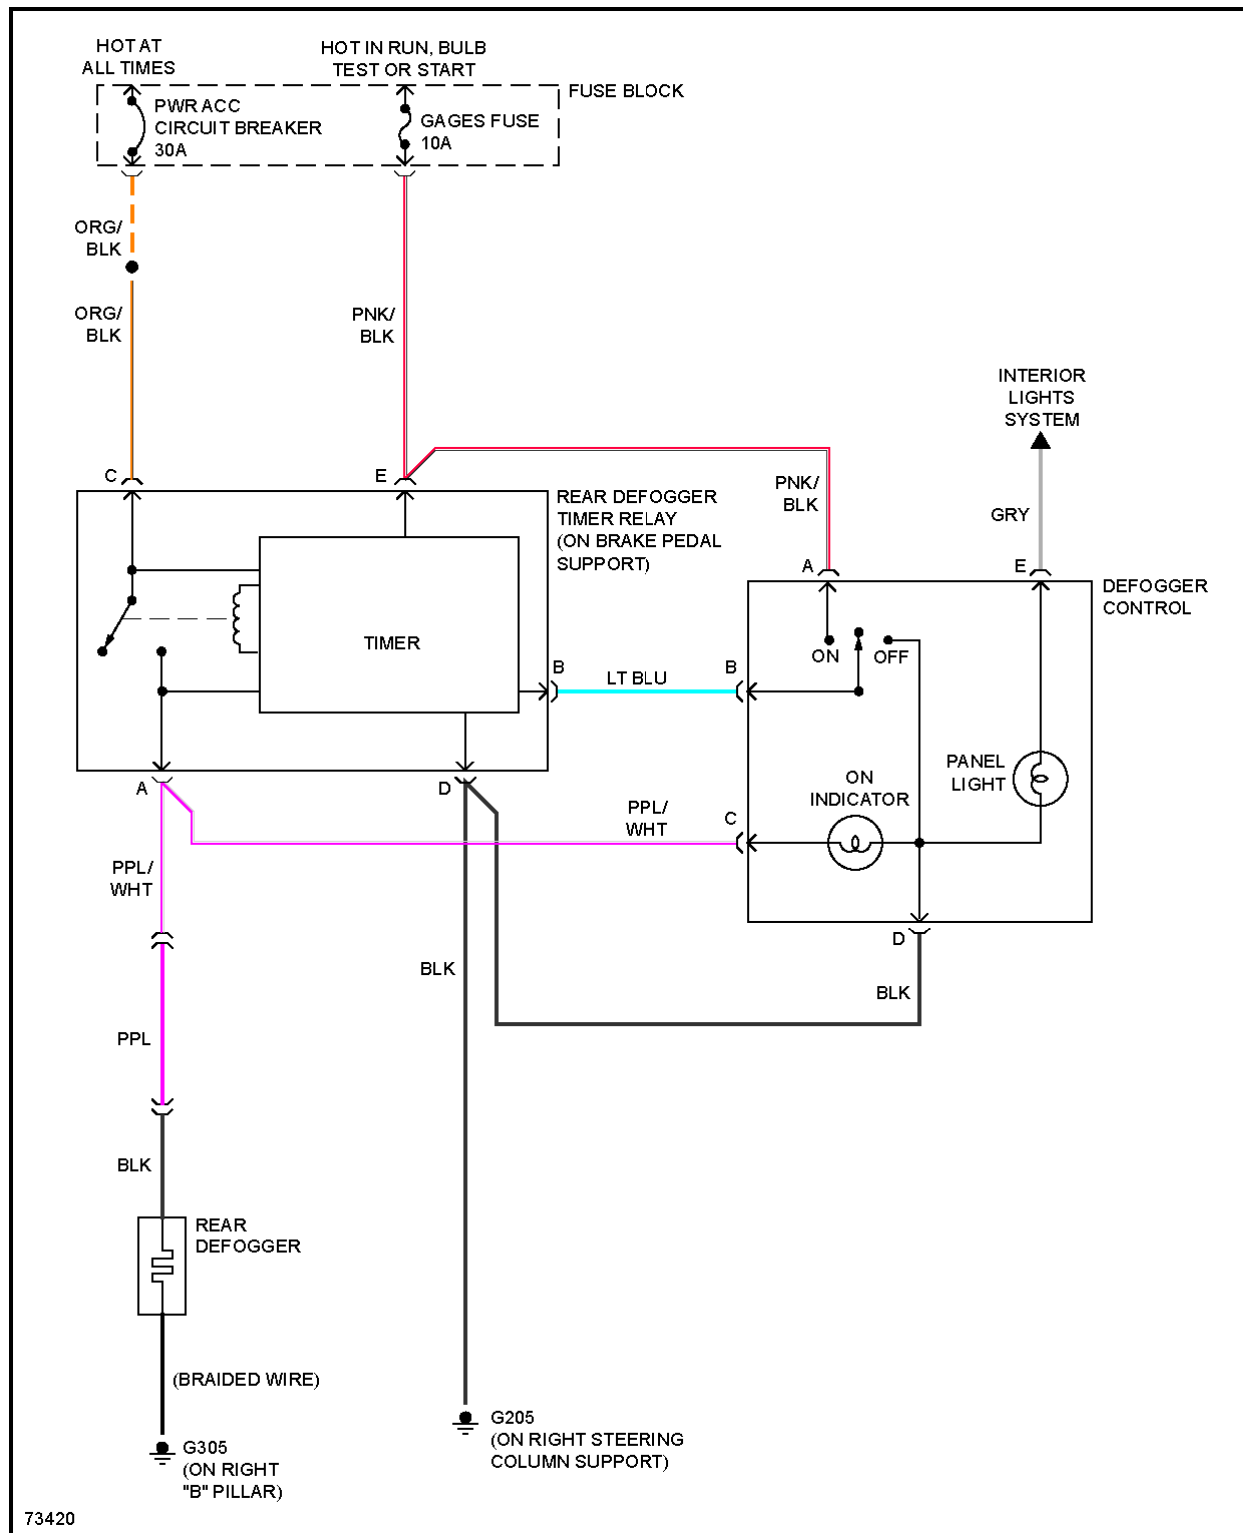 HOT AT
ALL TIMES
HOT IN RUN, BULB
TEST OR START
FUSE BLOCK
PWR ACC
CIRCUIT BREAKER
30A
GAGES FUSE
10A
ORG/
BLK
ORG/
BLK
PNK/
BLK
INTERIOR
LIGHTS
SYSTEM
C
E
PNK/
BLK
GRY
REAR DEFOGGER
TIMER RELAY
(ON BRAKE PEDAL
SUPPORT)
A
E
DEFOGGER
CONTROL
TIMER
ON
OFF
B
LT BLU
B
PANEL
LIGHT
ON
INDICATOR
A
D
PPL/
WHT
C
PPL/
WHT
D
BLK
BLK
PPL
BLK
REAR
DEFOGGER
(BRAIDED WIRE)
G205
(ON RIGHT STEERING
COLUMN SUPPORT)
G305
(ON RIGHT
"B" PILLAR)
73420